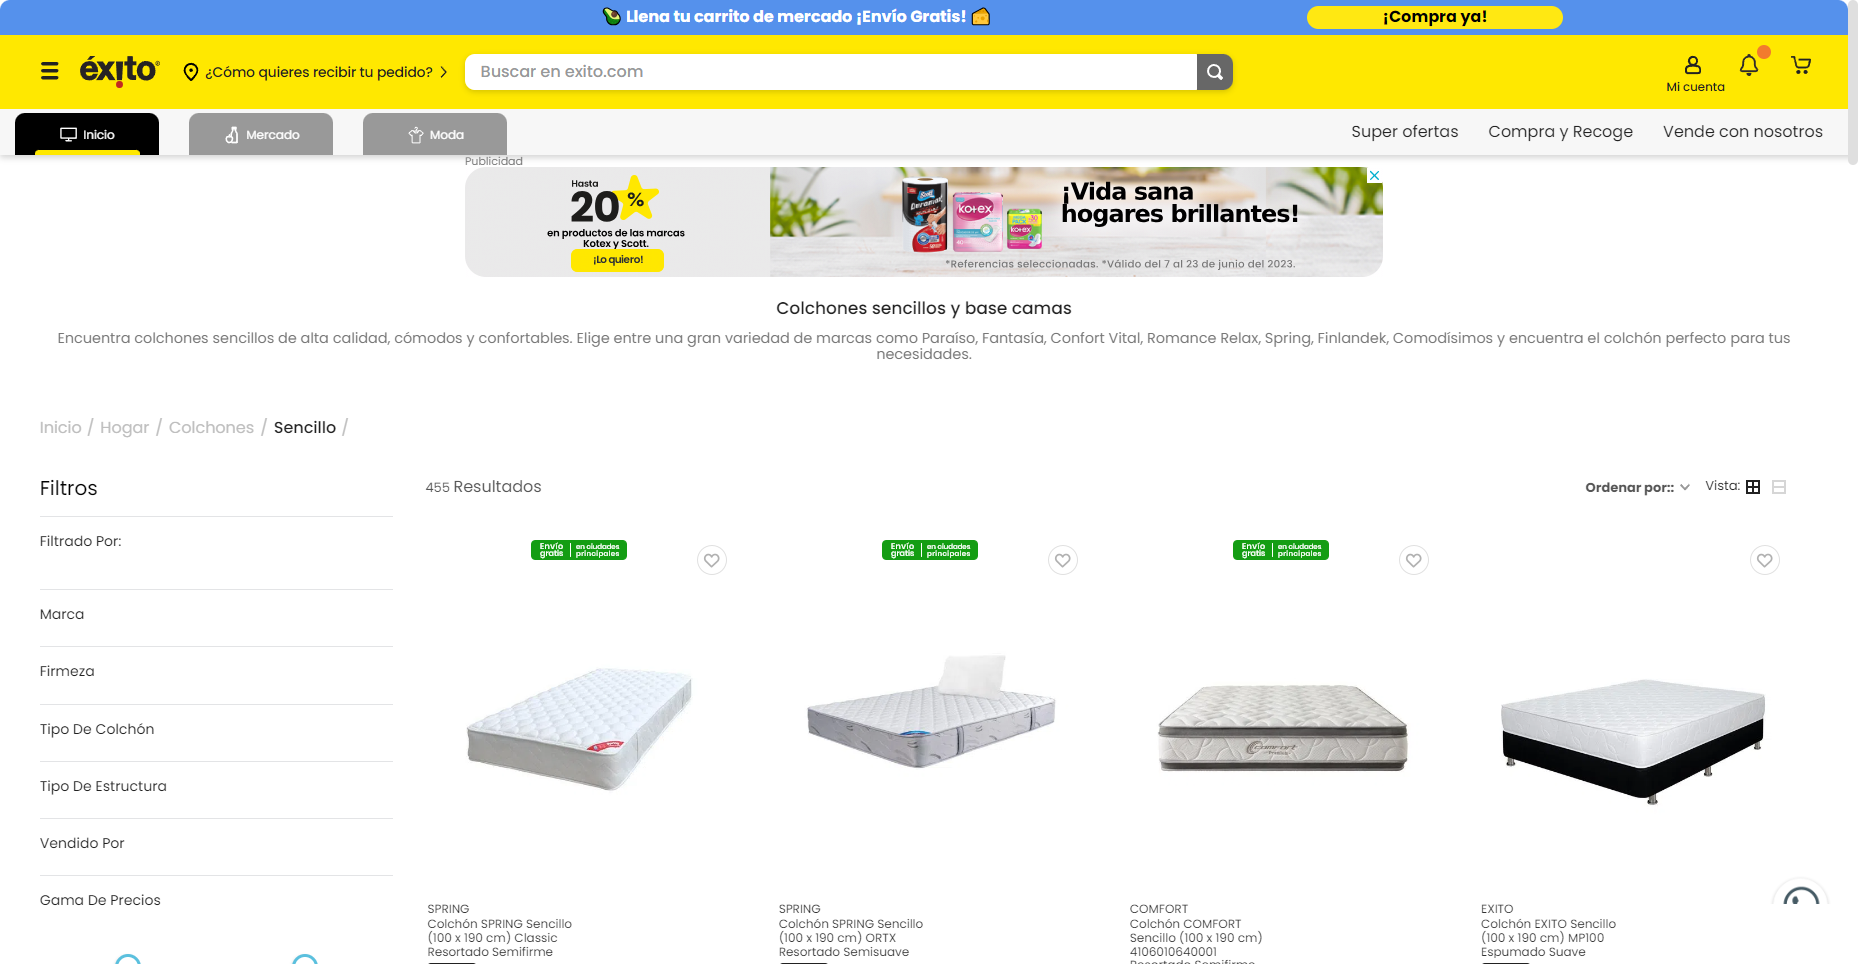 Llena tu carrito de mercado ¡Envío Gratis!
¡Compra ya!
éxito
¿Cómo quieres recibir tu pedido?
Buscar en exito.com
Mi cuenta
Inicio
Mercado
Moda
Super ofertas
Compra y Recoge
Vende con nosotros
Publicidad
Hasta
20%
en productos de las marcas
Kotex y Scott.
¡Lo quiero!
Scott
kotex
kotex
¡Vida sana
hogares brillantes!
*Referencias seleccionadas. *Válido del 7 al 23 de junio del 2023.
Colchones sencillos y base camas
Encuentra colchones sencillos de alta calidad, cómodos y confortables. Elige entre una gran variedad de marcas como Paraíso, Fantasía, Confort Vital, Romance Relax, Spring, Finlandek, Comodísimos y encuentra el colchón perfecto para tus
necesidades.
Inicio / Hogar / Colchones / Sencillo /
Filtros
455 Resultados
Ordenar por::
Vista:
Filtrado Por:
Marca
Firmeza
Tipo De Colchón
Tipo De Estructura
Vendido Por
Gama De Precios
Envío gratis | en ciudades principales
Envío gratis | en ciudades principales
Envío gratis | en ciudades principales
SPRING
Colchón SPRING Sencillo
(100 x 190 cm) Classic
Resortado Semifirme
SPRING
Colchón SPRING Sencillo
(100 x 190 cm) ORTX
Resortado Semisuave
COMFORT
Colchón COMFORT
Sencillo (100 x 190 cm)
4106010640001
Resortado Semifirme
EXITO
Colchón EXITO Sencillo
(100 x 190 cm) MP100
Espumado Suave